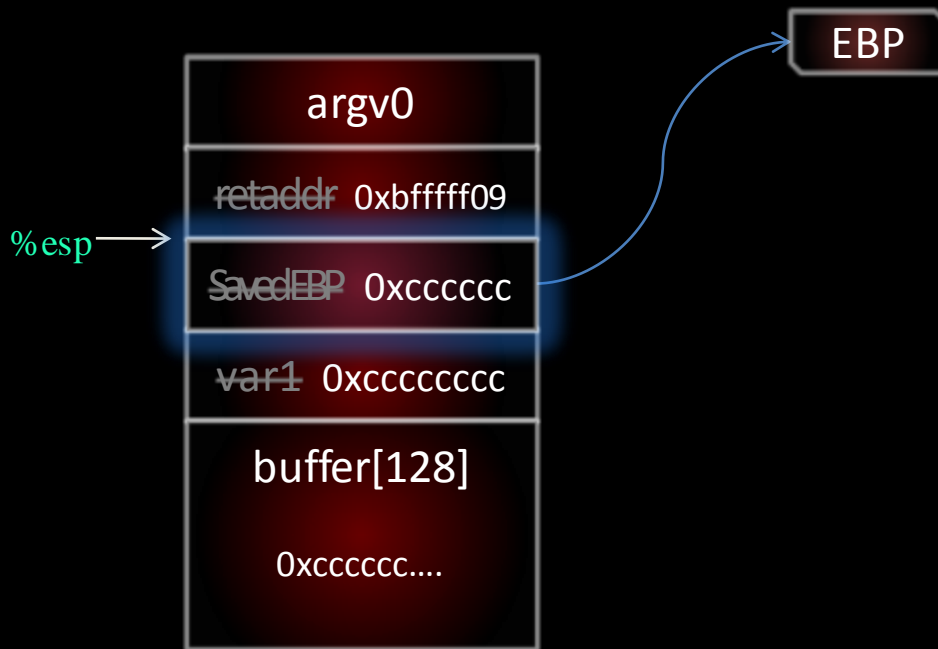 EBP
argv0
retaddr 0xbfffff09
%esp
SavedEBP 0xcccccc
var1 0xcccccccc
buffer[128]
0xcccccc....